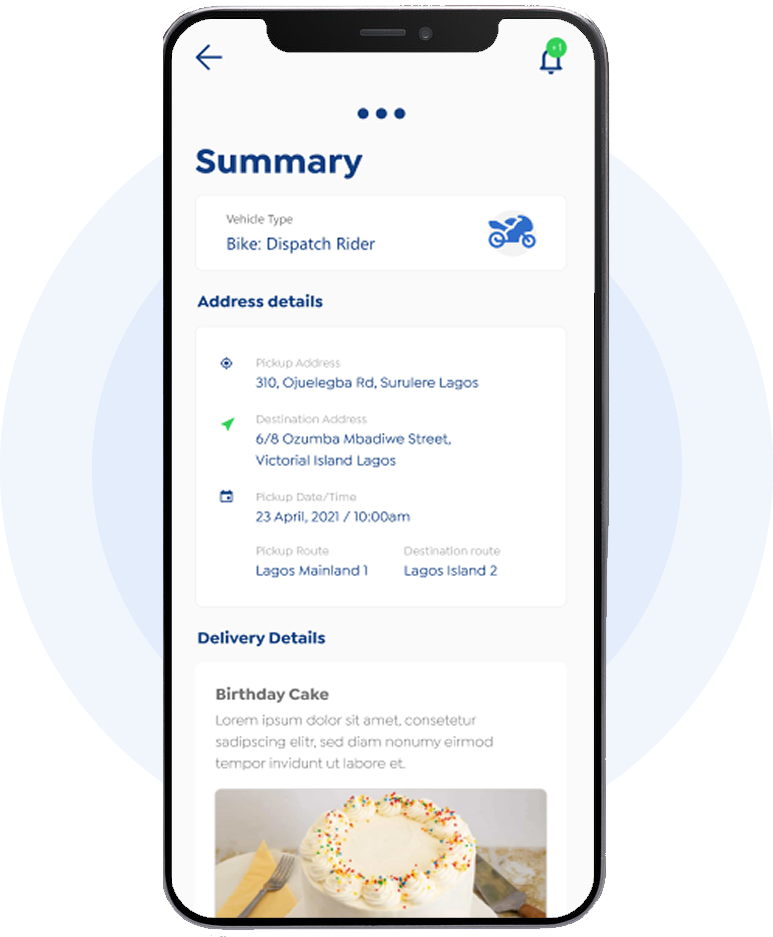 +1
Summary
Vehicle Type
Bike: Dispatch Rider
Address details
Pickup Address
310, Ojuelegba Rd, Surulere Lagos
Destination Address
6/8 Ozumba Mbadiwe Street,
Victorial Island Lagos
Pickup Date/Time
23 April, 2021 / 10:00am
Pickup Route
Destination route
Lagos Mainland 1
Lagos Island 2
Delivery Details
Birthday Cake
Lorem ipsum dolor sit amet, consetetur
sadipscing elitr, sed diam nonumy eirmod
tempor invidunt ut labore et.